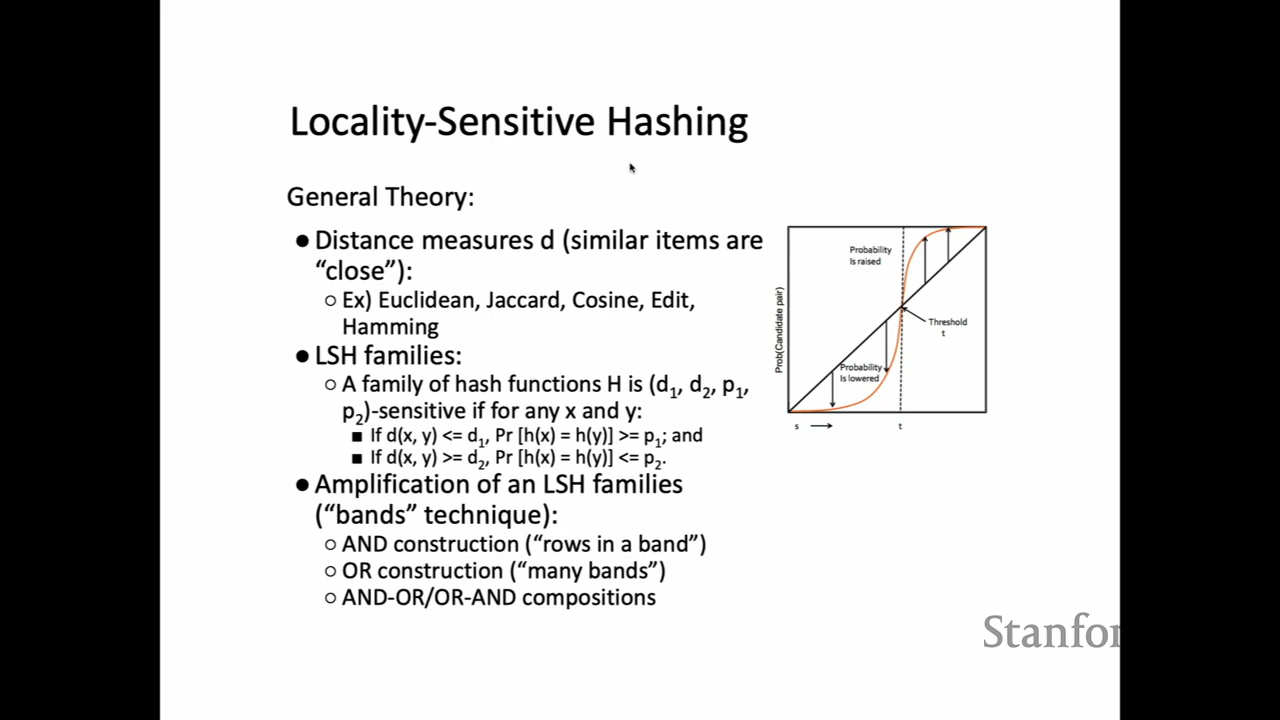 Locality-Sensitive Hashing
General Theory:
● Distance measures d (similar items are
“close”):
○ Ex) Euclidean, Jaccard, Cosine, Edit,
Hamming
● LSH families:
○ A family of hash functions H is (d1, d2, p1,
p2)-sensitive if for any x and y:
■ If d(x, y) <= d1, Pr [h(x) = h(y)] >= p1; and
■ If d(x, y) >= d2, Pr [h(x) = h(y)] <= p2.
● Amplification of an LSH families
(“bands” technique):
○ AND construction (“rows in a band”)
○ OR construction (“many bands”)
○ AND-OR/OR-AND compositions
Prob(Candidate pair)
Probability
Is raised
Threshold
t
Probability
Is lowered
s
t
Stanfor